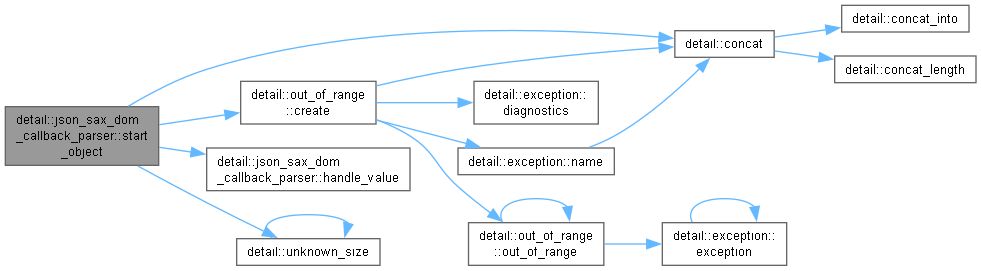 detail::json_sax_dom
_callback_parser::start
_object
detail::out_of_range
::create
detail::json_sax_dom
_callback_parser::handle_value
detail::unknown_size
detail::concat
detail::exception::
diagnostics
detail::exception::name
detail::out_of_range
::out_of_range
detail::concat_into
detail::concat_length
detail::exception::
exception